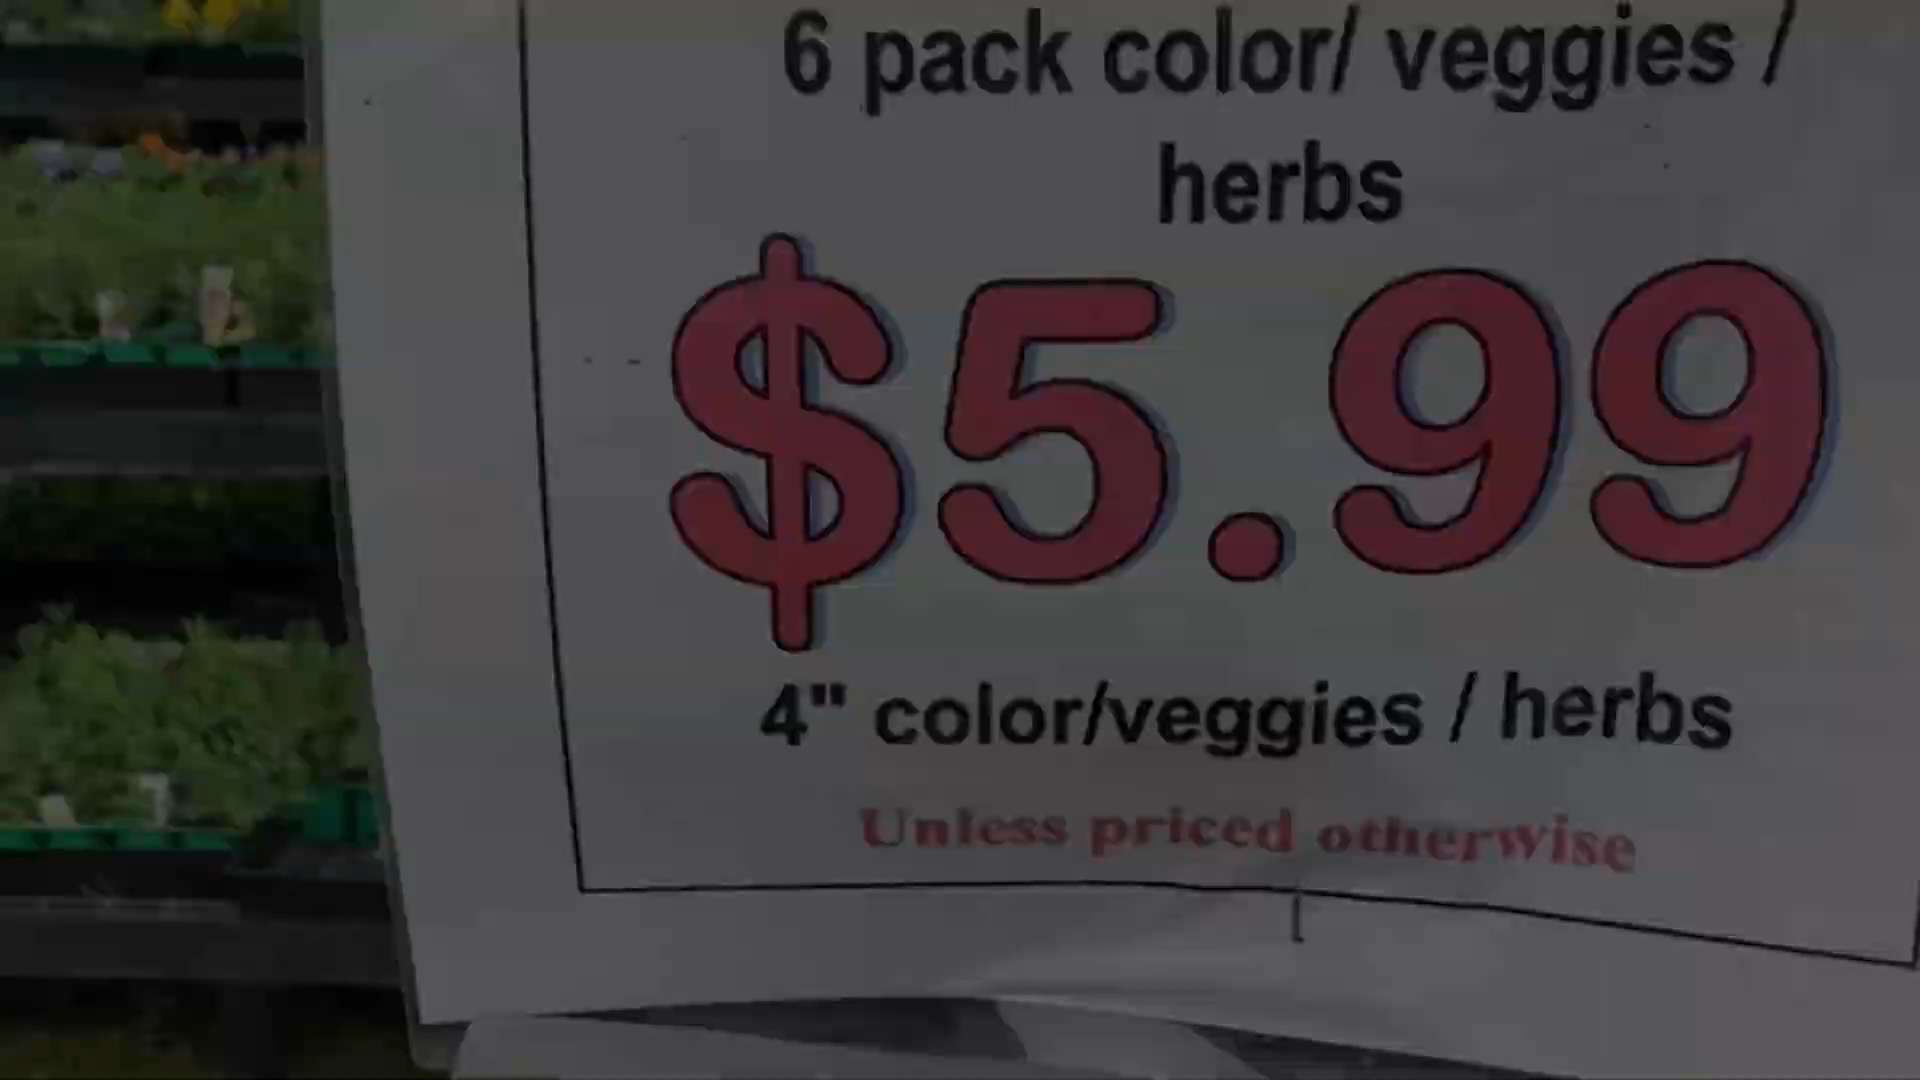 6 pack color/ veggies /
herbs
$5.99
4" color/veggies / herbs
Unless priced otherwise